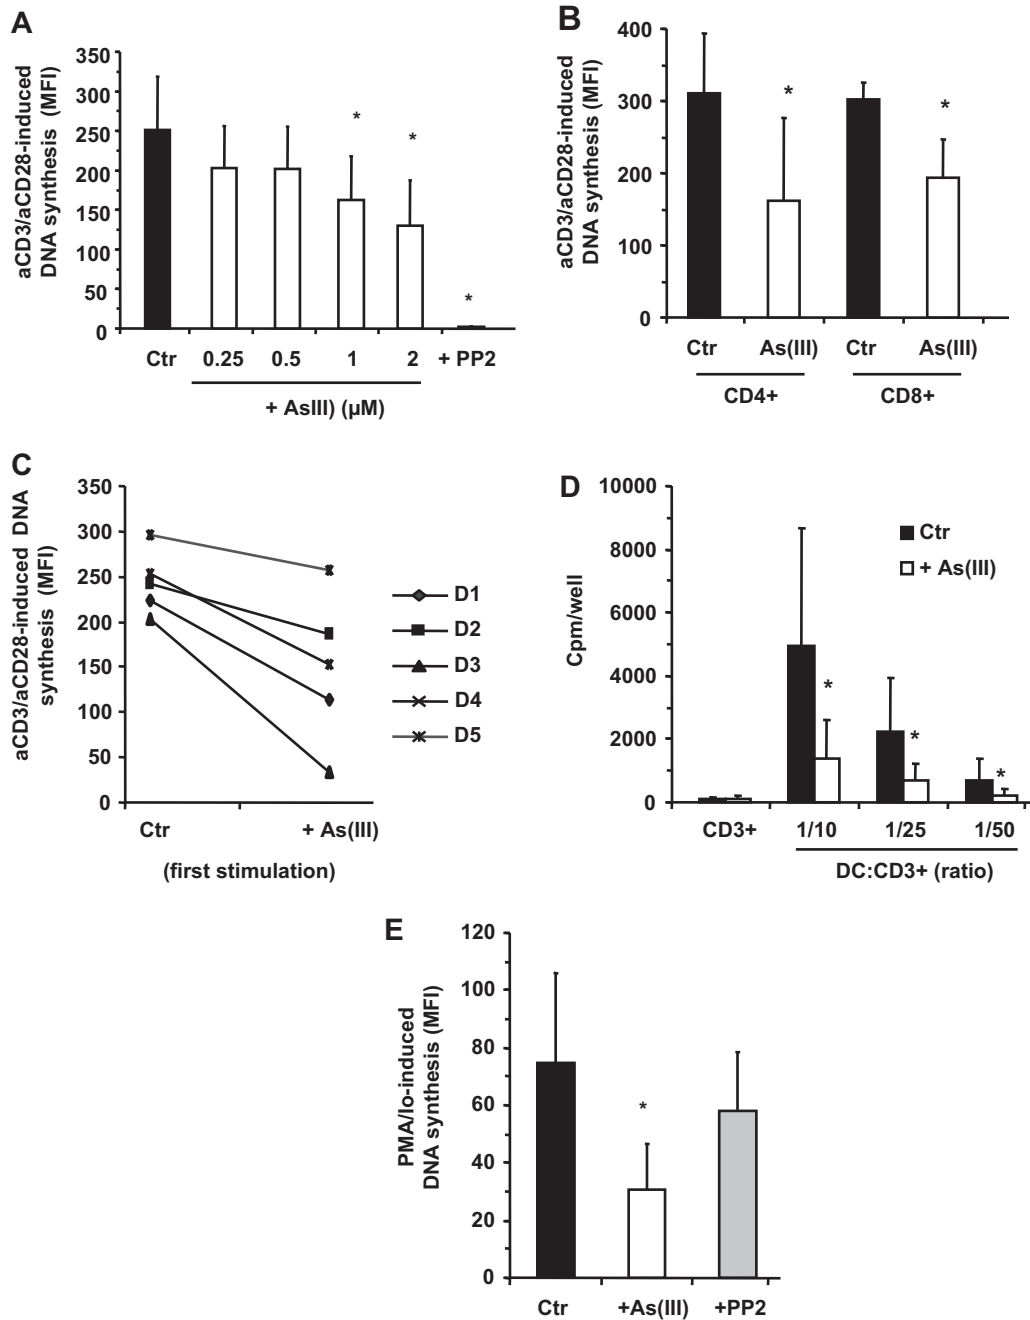 A
aCD3/aCD28-induced
DNA synthesis (MFI)
350
300
250
200
150
100
50
0
*
*
*
Ctr 0.25 0.5 1 2 + PP2
+ AsIII) (µM)
B
aCD3/aCD28-induced
DNA synthesis (MFI)
400
300
200
100
0
*
*
Ctr As(III) Ctr As(III)
CD4+ CD8+
C
aCD3/aCD28-induced DNA
synthesis (MFI)
350
300
250
200
150
100
50
0
D1
D2
D3
D4
D5
Ctr + As(III)
(first stimulation)
D
Cpm/well
10000
8000
6000
4000
2000
0
Ctr
+ As(III)
*
*
*
CD3+ 1/10 1/25 1/50
DC:CD3+ (ratio)
E
PMA/Io-induced
DNA synthesis (MFI)
120
100
80
60
40
20
0
*
Ctr +As(III) +PP2